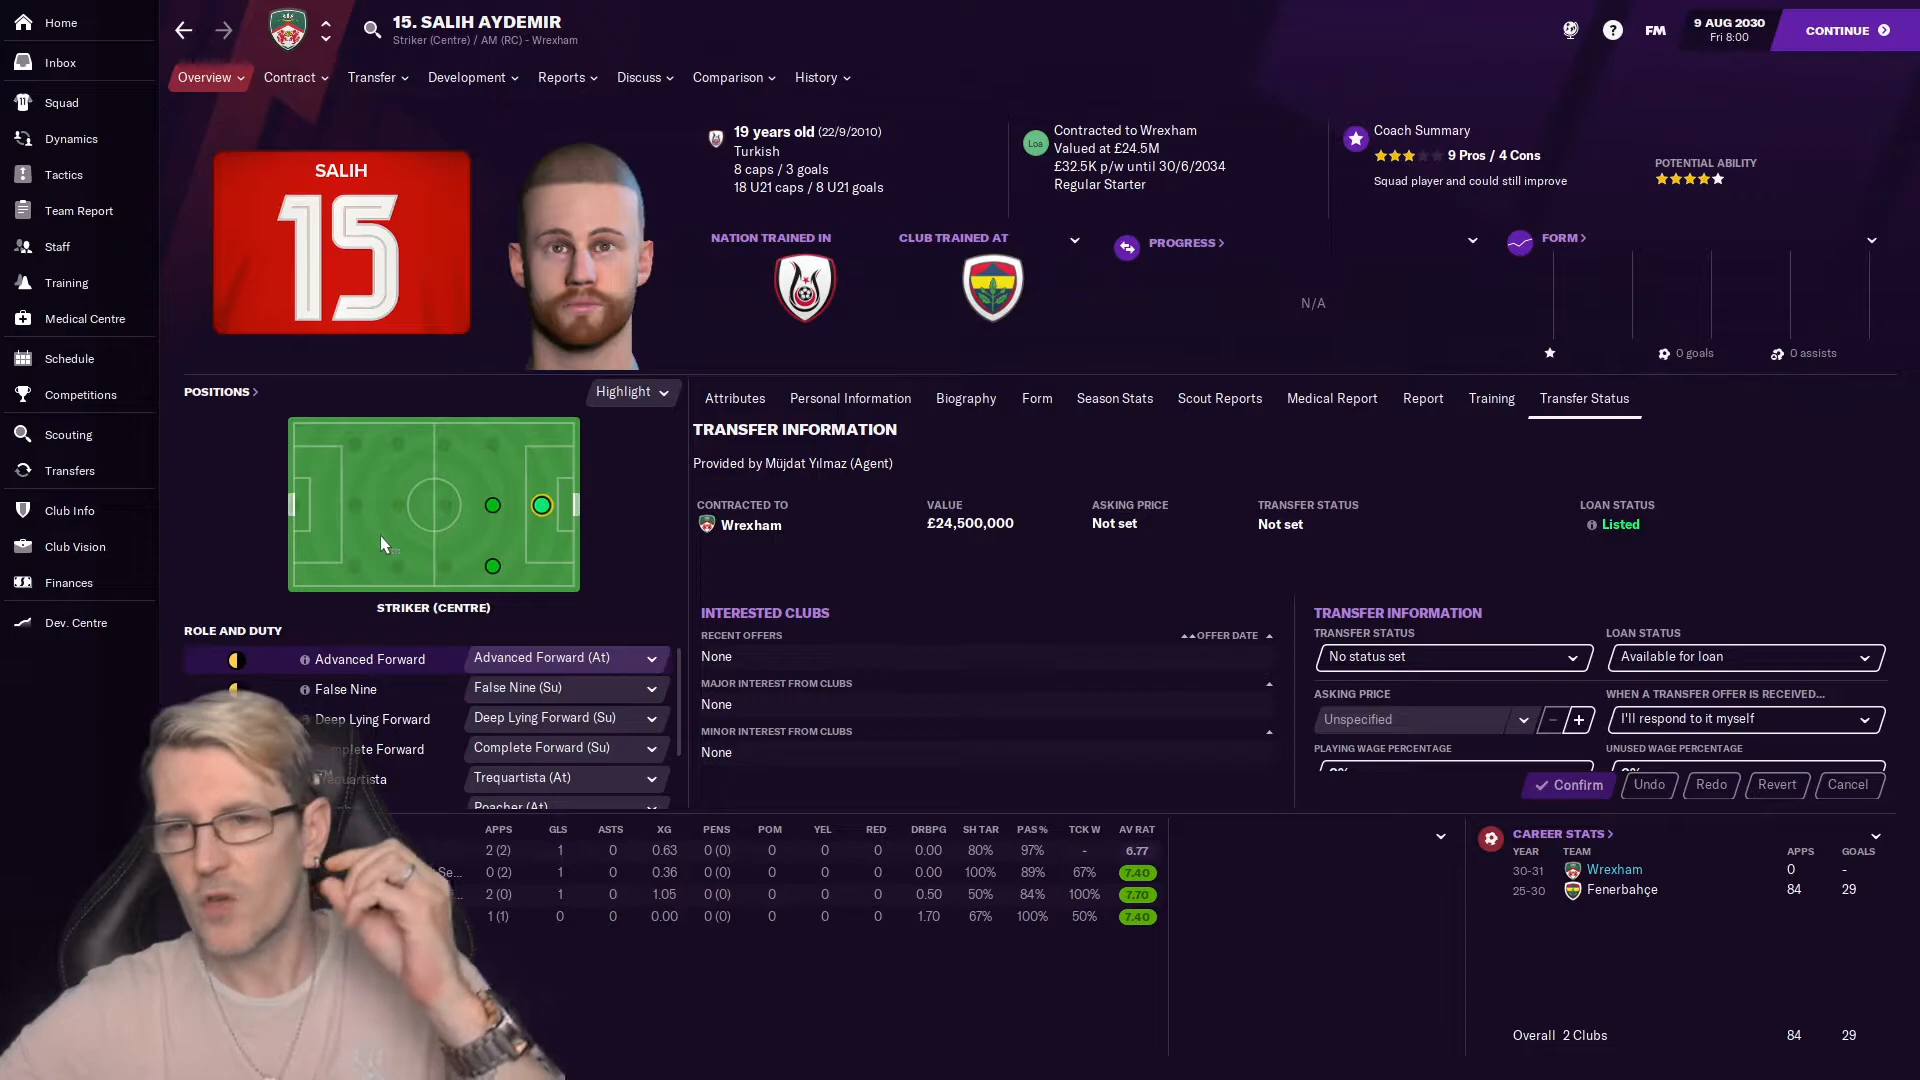 Home
Inbox
Squad
Dynamics
Tactics
Team Report
Staff
Training
Medical Centre
Schedule
Competitions
Scouting
Transfers
Club Info
Club Vision
Finances
Dev. Centre
15. SALIH AYDEMIR
Striker (Centre) / AM (RC) - Wrexham
FM
9 AUG 2030
Fri 8:00
CONTINUE
Overview Contract Transfer Development Reports Discuss Comparison History
SALIH
15
19 years old (22/9/2010)
Turkish
8 caps / 3 goals
18 U21 caps / 8 U21 goals
Loa
Contracted to Wrexham
Valued at £24.5M
£32.5K p/w until 30/6/2034
Regular Starter
Coach Summary
9 Pros / 4 Cons
Squad player and could still improve
POTENTIAL ABILITY
NATION TRAINED IN
CLUB TRAINED AT
PROGRESS
N/A
FORM
0 goals
0 assists
POSITIONS
Highlight
STRIKER (CENTRE)
ROLE AND DUTY
Advanced Forward Advanced Forward (At)
False Nine False Nine (Su)
Deep Lying Forward Deep Lying Forward (Su)
Forward Complete Forward (Su)
Trequartista (At)
Poacher (At)
Attributes Personal Information Biography Form Season Stats Scout Reports Medical Report Report Training Transfer Status
TRANSFER INFORMATION
Provided by Müjdat Yılmaz (Agent)
CONTRACTED TO VALUE ASKING PRICE TRANSFER STATUS LOAN STATUS
Wrexham £24,500,000 Not set Not set Listed
INTERESTED CLUBS
RECENT OFFERS OFFER DATE
None
MAJOR INTEREST FROM CLUBS
None
MINOR INTEREST FROM CLUBS
None
TRANSFER INFORMATION
TRANSFER STATUS LOAN STATUS
No status set Available for loan
ASKING PRICE WHEN A TRANSFER OFFER IS RECEIVED...
Unspecified - + I'll respond to it myself
PLAYING WAGE PERCENTAGE UNUSED WAGE PERCENTAGE
Confirm Undo Redo Revert Cancel
APPS GLS ASTS XG PENS POM YEL RED DRBPG SH TAR PAS % TCK W AV RAT
2 (2) 1 0 0.63 0 (0) 0 0 0 0.00 80% 97% - 6.77
Se... 0 (2) 1 0 0.36 0 (0) 0 0 0 0.00 100% 89% 67% 7.40
2 (0) 1 0 1.05 0 (0) 0 0 0 0.50 50% 84% 100% 7.70
1 (1) 0 0 0.00 0 (0) 0 0 0 1.70 67% 100% 50% 7.40
CAREER STATS
YEAR TEAM APPS GOALS
30-31 Wrexham 0 -
25-30 Fenerbahçe 84 29
Overall 2 Clubs 84 29